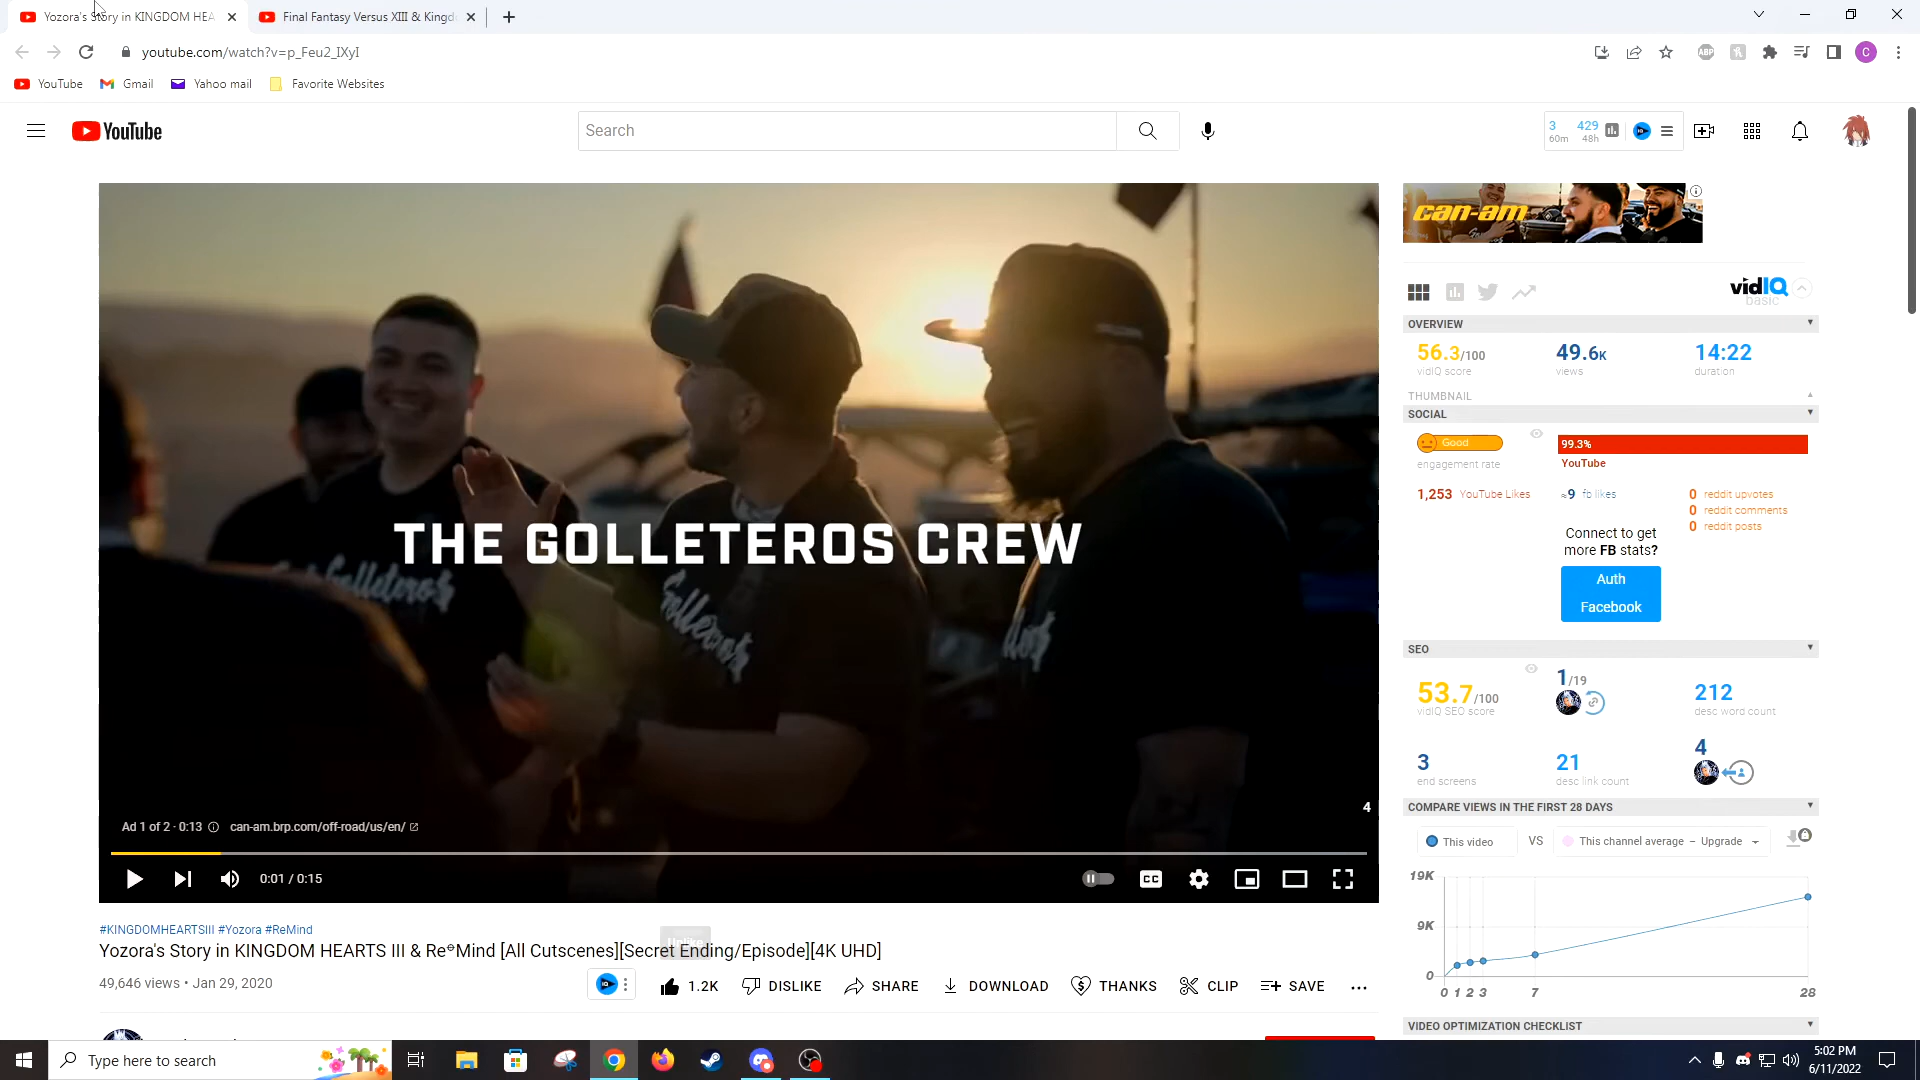 Yozora's Story in KINGDOM HEA
Final Fantasy Versus XIII & Kingd
youtube.com/watch?v=p_Feu2_IXyI
ABP
C
YouTube
Gmail
Yahoo mail
Favorite Websites
YouTube
Search
3
60m
429
48h
can-am
vidIQ
basic
OVERVIEW
56.3/100
vidIQ score
49.6K
views
14:22
duration
THUMBNAIL
SOCIAL
Good
engagement rate
99.3%
YouTube
1,253 YouTube Likes
≈9 fb likes
0 reddit upvotes
0 reddit comments
0 reddit posts
Connect to get
more FB stats?
Auth
Facebook
THE GOLLETEROS CREW
Golleteros
SEO
53.7/100
vidIQ SEO score
1/19
212
desc word count
3
end screens
21
desc link count
4
COMPARE VIEWS IN THE FIRST 28 DAYS
This video
VS
This channel average – Upgrade
19K
9K
0
0 1 2 3 7 28
VIDEO OPTIMIZATION CHECKLIST
4
Ad 1 of 2 · 0:13
can-am.brp.com/off-road/us/en/
0:01 / 0:15
CC
#KINGDOMHEARTSIII #Yozora #ReMind
Yozora's Story in KINGDOM HEARTS III & Re𝄌Mind [All Cutscenes][Secret Ending/Episode][4K UHD]
49,646 views • Jan 29, 2020
1.2K
DISLIKE
SHARE
DOWNLOAD
THANKS
CLIP
SAVE
Type here to search
5:02 PM
6/11/2022